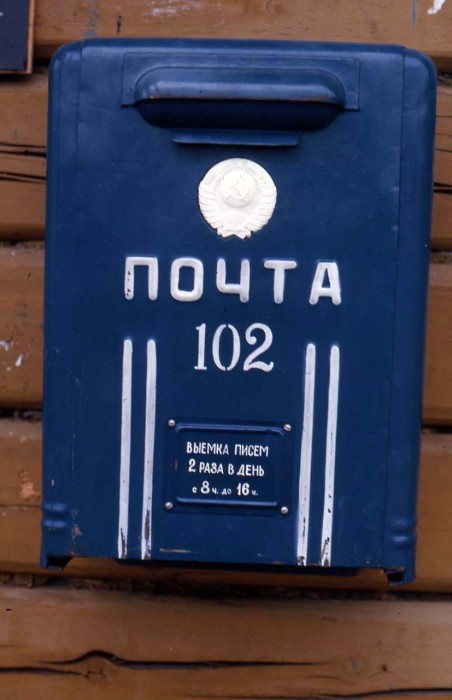 ПОЧТА
102
ВЫЕМКА ПИСЕМ
2 РАЗА В ДЕНЬ
с 8 ч. до 16 ч.